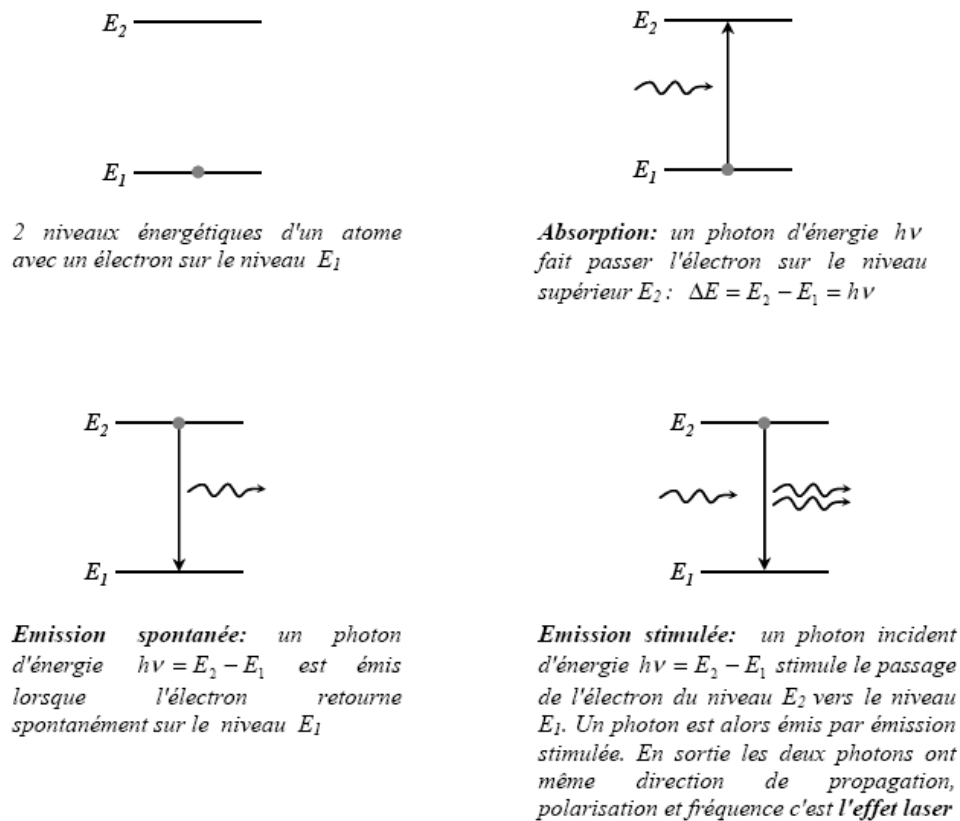 E2
E1
2 niveaux énergétiques d'un atome
avec un électron sur le niveau E1
E2
E1
Absorption: un photon d'énergie hν
fait passer l'électron sur le niveau
supérieur E2 : ΔE = E2 − E1 = hν
E2
E1
Emission spontanée: un photon
d'énergie hν = E2 − E1 est émis
lorsque l'électron retourne
spontanément sur le niveau E1
E2
E1
Emission stimulée: un photon incident
d'énergie hν = E2 − E1 stimule le passage
de l'électron du niveau E2 vers le niveau
E1. Un photon est alors émis par émission
stimulée. En sortie les deux photons ont
même direction de propagation,
polarisation et fréquence c'est l'effet laser